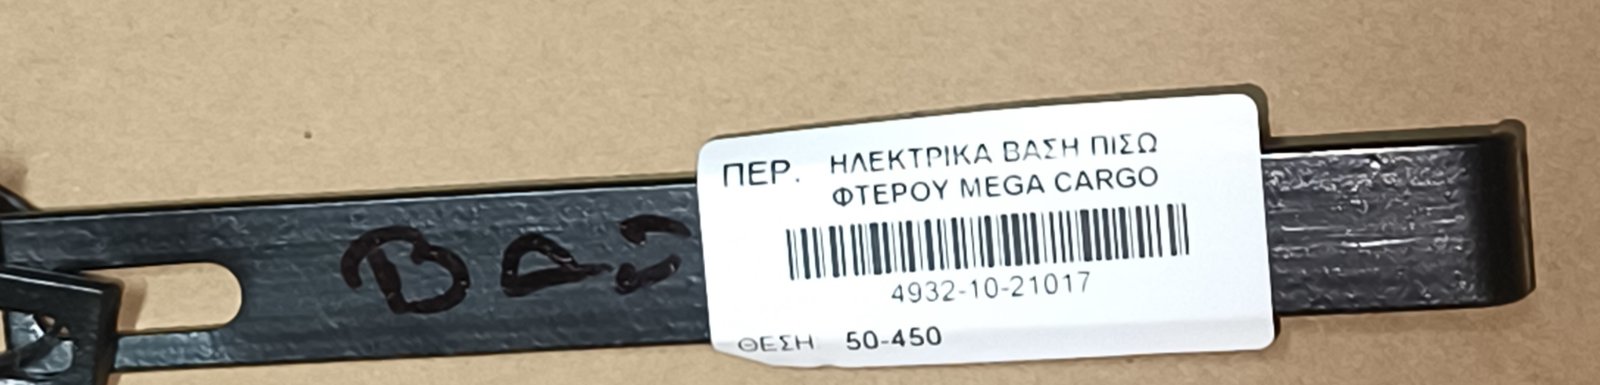 ΠΕΡ. ΗΛΕΚΤΡΙΚΑ ΒΑΣΗ ΠΙΣΩ
ΦΤΕΡΟΥ MEGA CARGO
4932-10-21017
ΘΕΣΗ 50-450